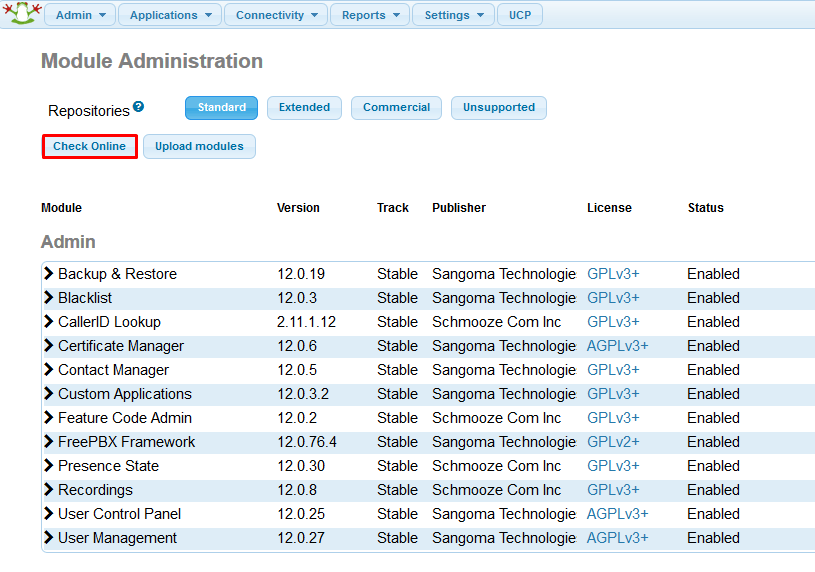 Admin Applications Connectivity Reports Settings UCP
Module Administration
Repositories ? Standard Extended Commercial Unsupported
Check Online Upload modules
Module Version Track Publisher License Status
Admin
Backup & Restore 12.0.19 Stable Sangoma Technologie GPLv3+ Enabled
Blacklist 12.0.3 Stable Sangoma Technologie GPLv3+ Enabled
CallerID Lookup 2.11.1.12 Stable Schmooze Com Inc GPLv3+ Enabled
Certificate Manager 12.0.6 Stable Sangoma Technologie AGPLv3+ Enabled
Contact Manager 12.0.5 Stable Sangoma Technologie GPLv3+ Enabled
Custom Applications 12.0.3.2 Stable Sangoma Technologie GPLv3+ Enabled
Feature Code Admin 12.0.2 Stable Schmooze Com Inc GPLv3+ Enabled
FreePBX Framework 12.0.76.4 Stable Sangoma Technologie GPLv2+ Enabled
Presence State 12.0.30 Stable Schmooze Com Inc GPLv3+ Enabled
Recordings 12.0.8 Stable Schmooze Com Inc GPLv3+ Enabled
User Control Panel 12.0.25 Stable Sangoma Technologie AGPLv3+ Enabled
User Management 12.0.27 Stable Sangoma Technologie AGPLv3+ Enabled